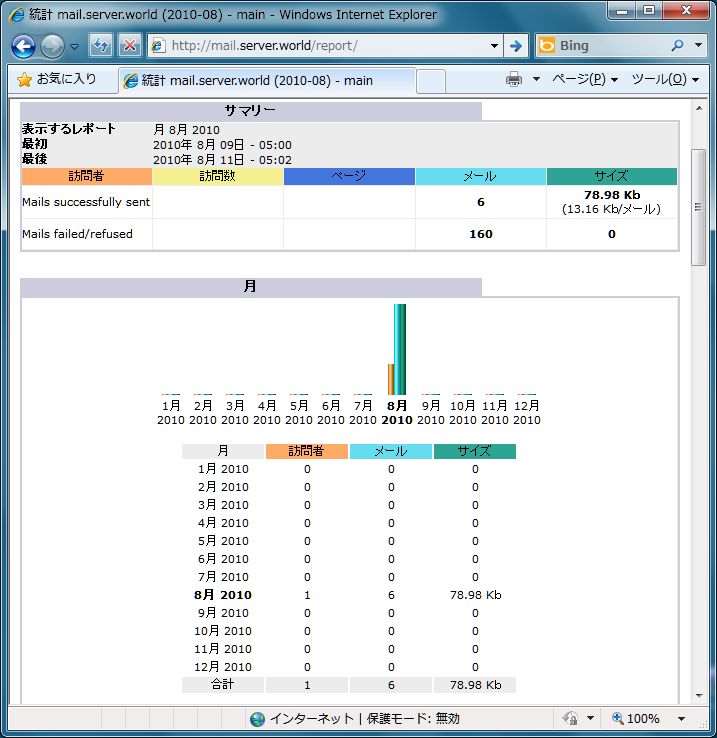 統計 mail.server.world (2010-08) - main - Windows Internet Explorer
http://mail.server.world/report/
Bing
お気に入り
統計 mail.server.world (2010-08) - main
ページ(P)
ツール(O)
サマリー
表示するレポート 月 8月 2010
最初 2010年 8月 09日 - 05:00
最後 2010年 8月 11日 - 05:02
訪問者 訪問数 ページ メール サイズ
Mails successfully sent 6 78.98 Kb
(13.16 Kb/メール)
Mails failed/refused 160 0
月
1月 2月 3月 4月 5月 6月 7月 8月 9月 10月 11月 12月
2010 2010 2010 2010 2010 2010 2010 2010 2010 2010 2010 2010
月 訪問者 メール サイズ
1月 2010 0 0 0
2月 2010 0 0 0
3月 2010 0 0 0
4月 2010 0 0 0
5月 2010 0 0 0
6月 2010 0 0 0
7月 2010 0 0 0
8月 2010 1 6 78.98 Kb
9月 2010 0 0 0
10月 2010 0 0 0
11月 2010 0 0 0
12月 2010 0 0 0
合計 1 6 78.98 Kb
インターネット | 保護モード: 無効
100%